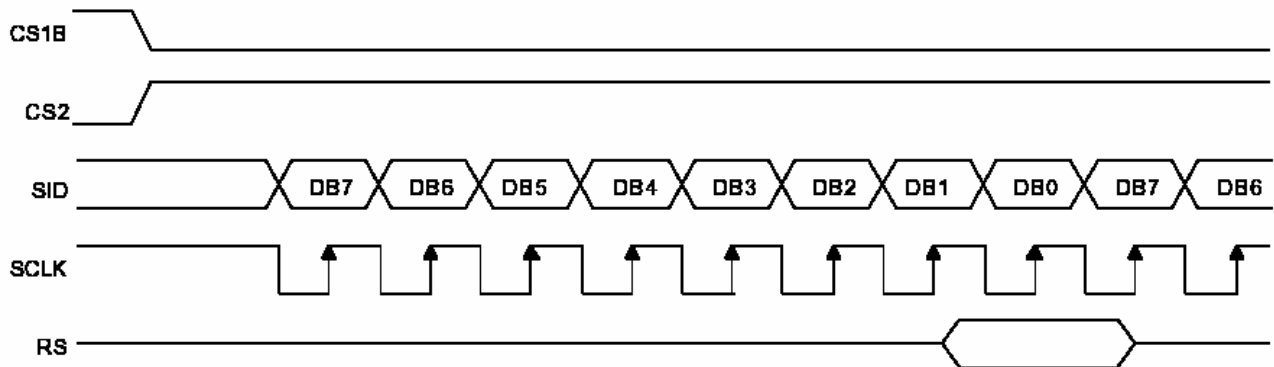 CS1B
CS2
SID DB7 DB6 DB5 DB4 DB3 DB2 DB1 DB0 DB7 DB6
SCLK
RS